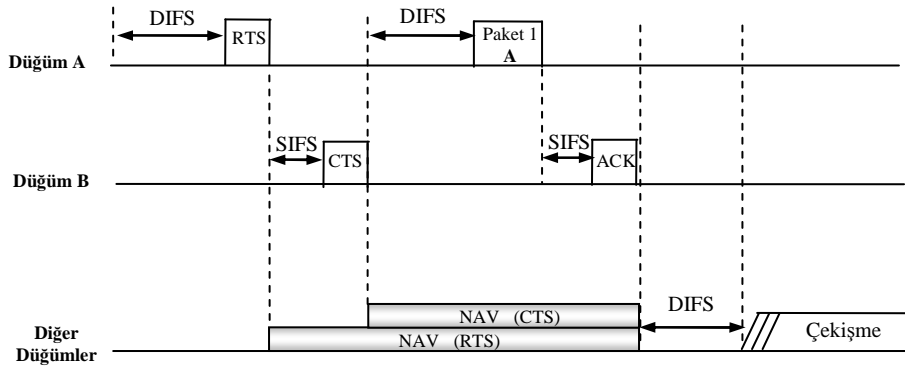 DIFS
DIFS
RTS
Paket 1
A
Düğüm A
SIFS
SIFS
CTS
ACK
Düğüm B
DIFS
NAV (CTS)
Çekişme
NAV (RTS)
Diğer
Düğümler